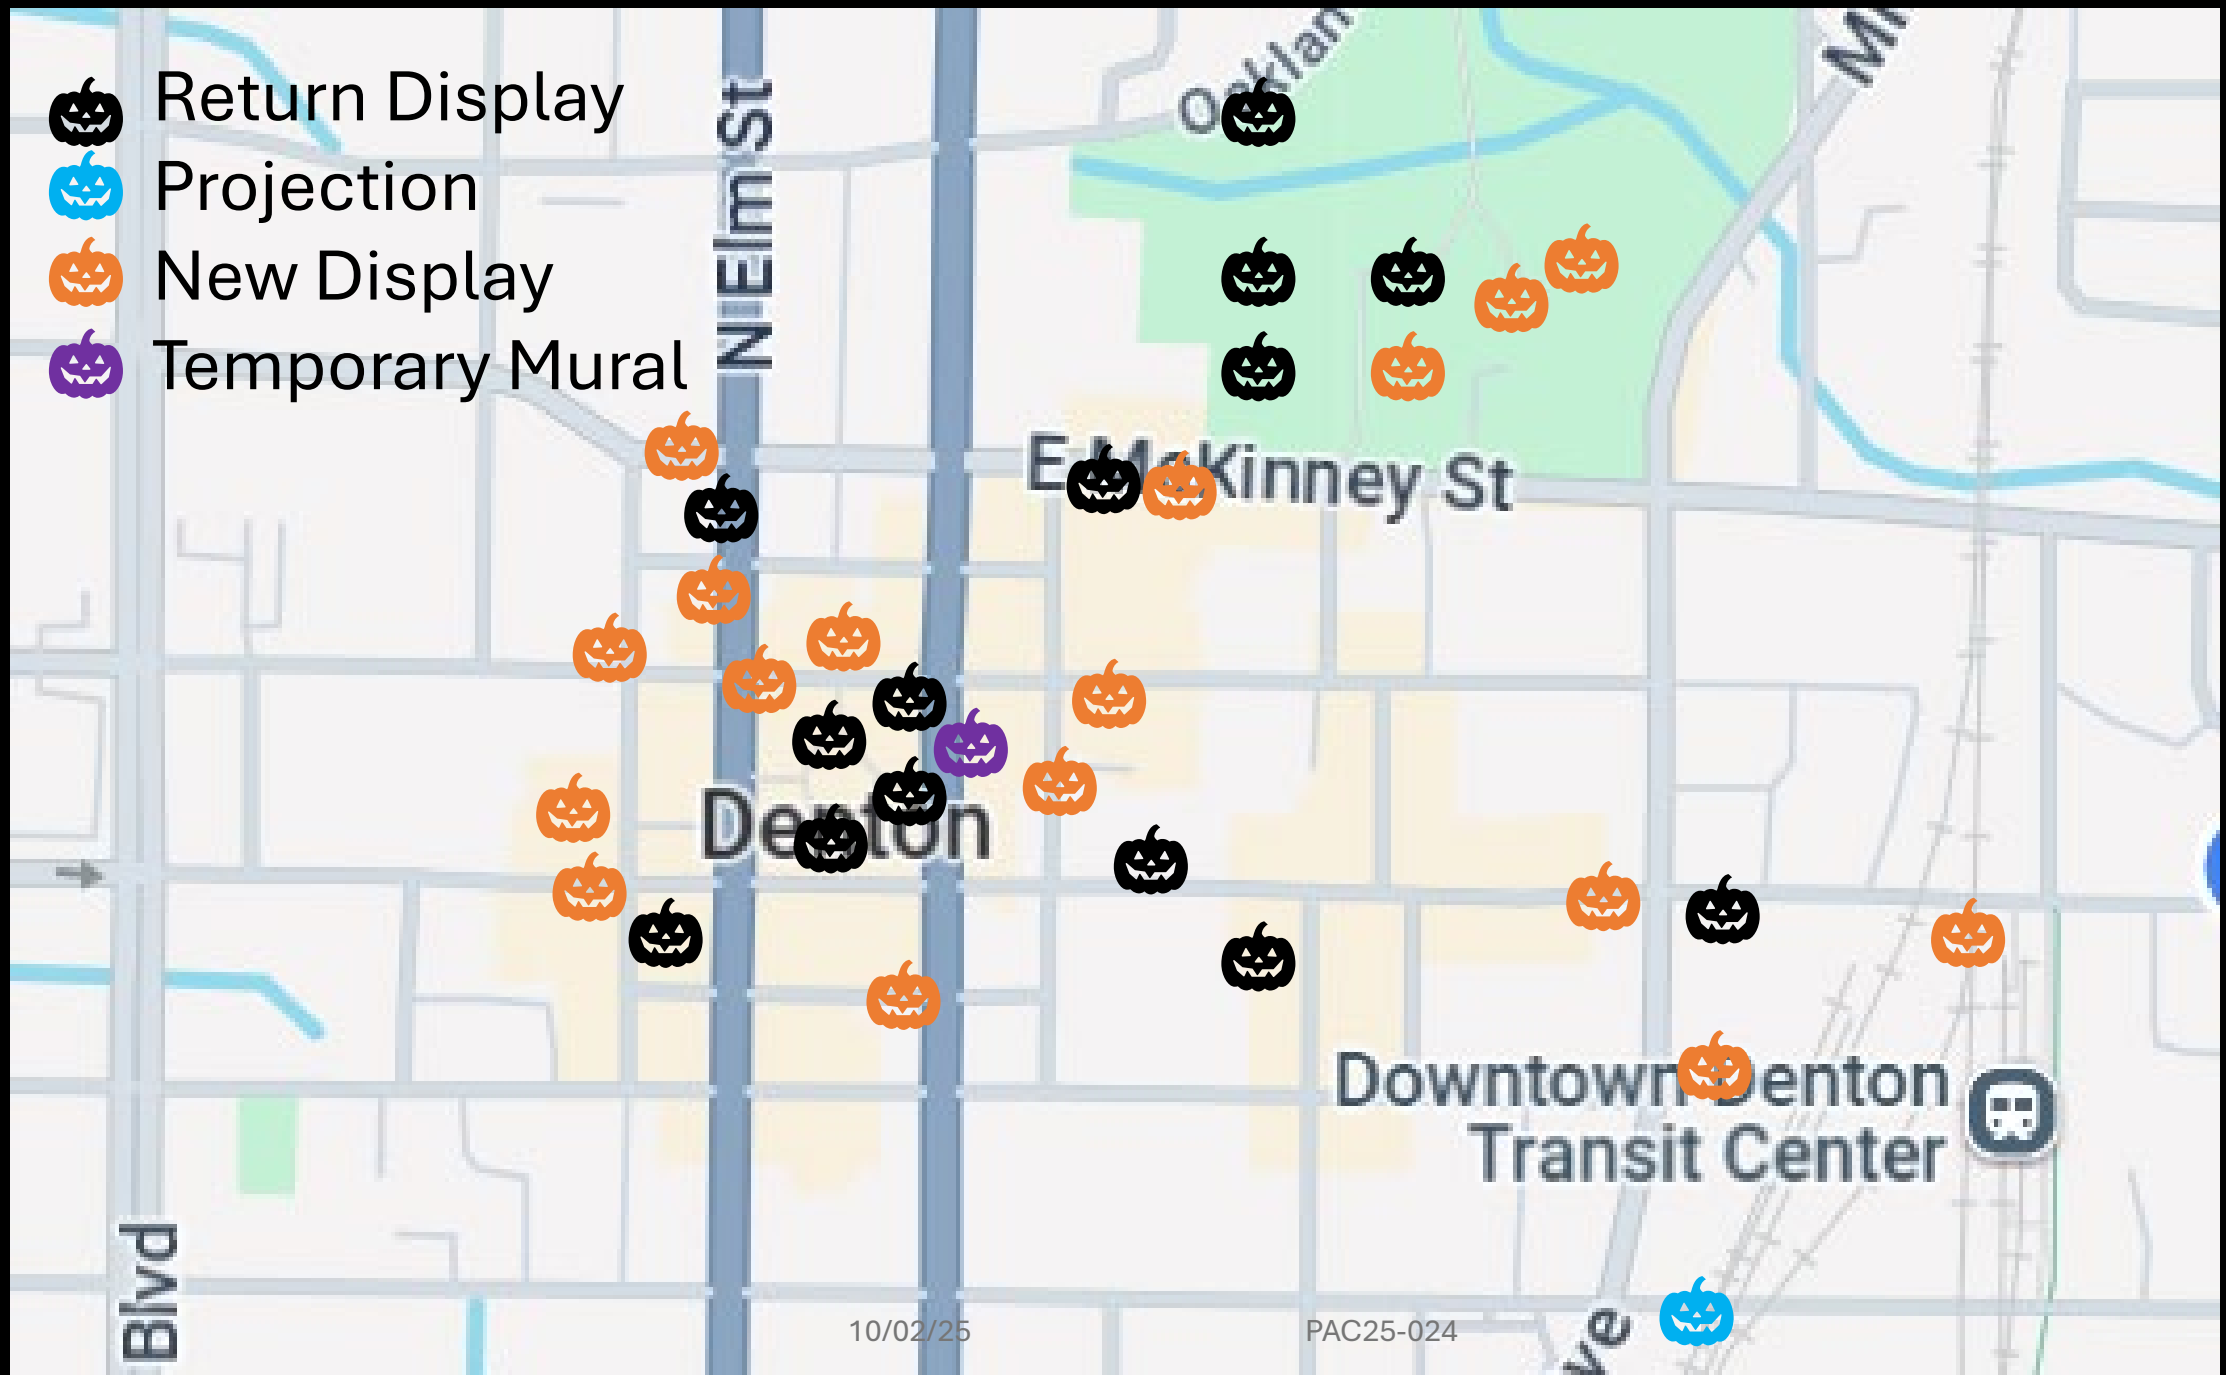 Return Display
Projection
New Display
Temporary Mural
N Elm St
E McKinney St
Denton
Downtown Denton
Transit Center
Blvd
10/02/25
PAC25-024